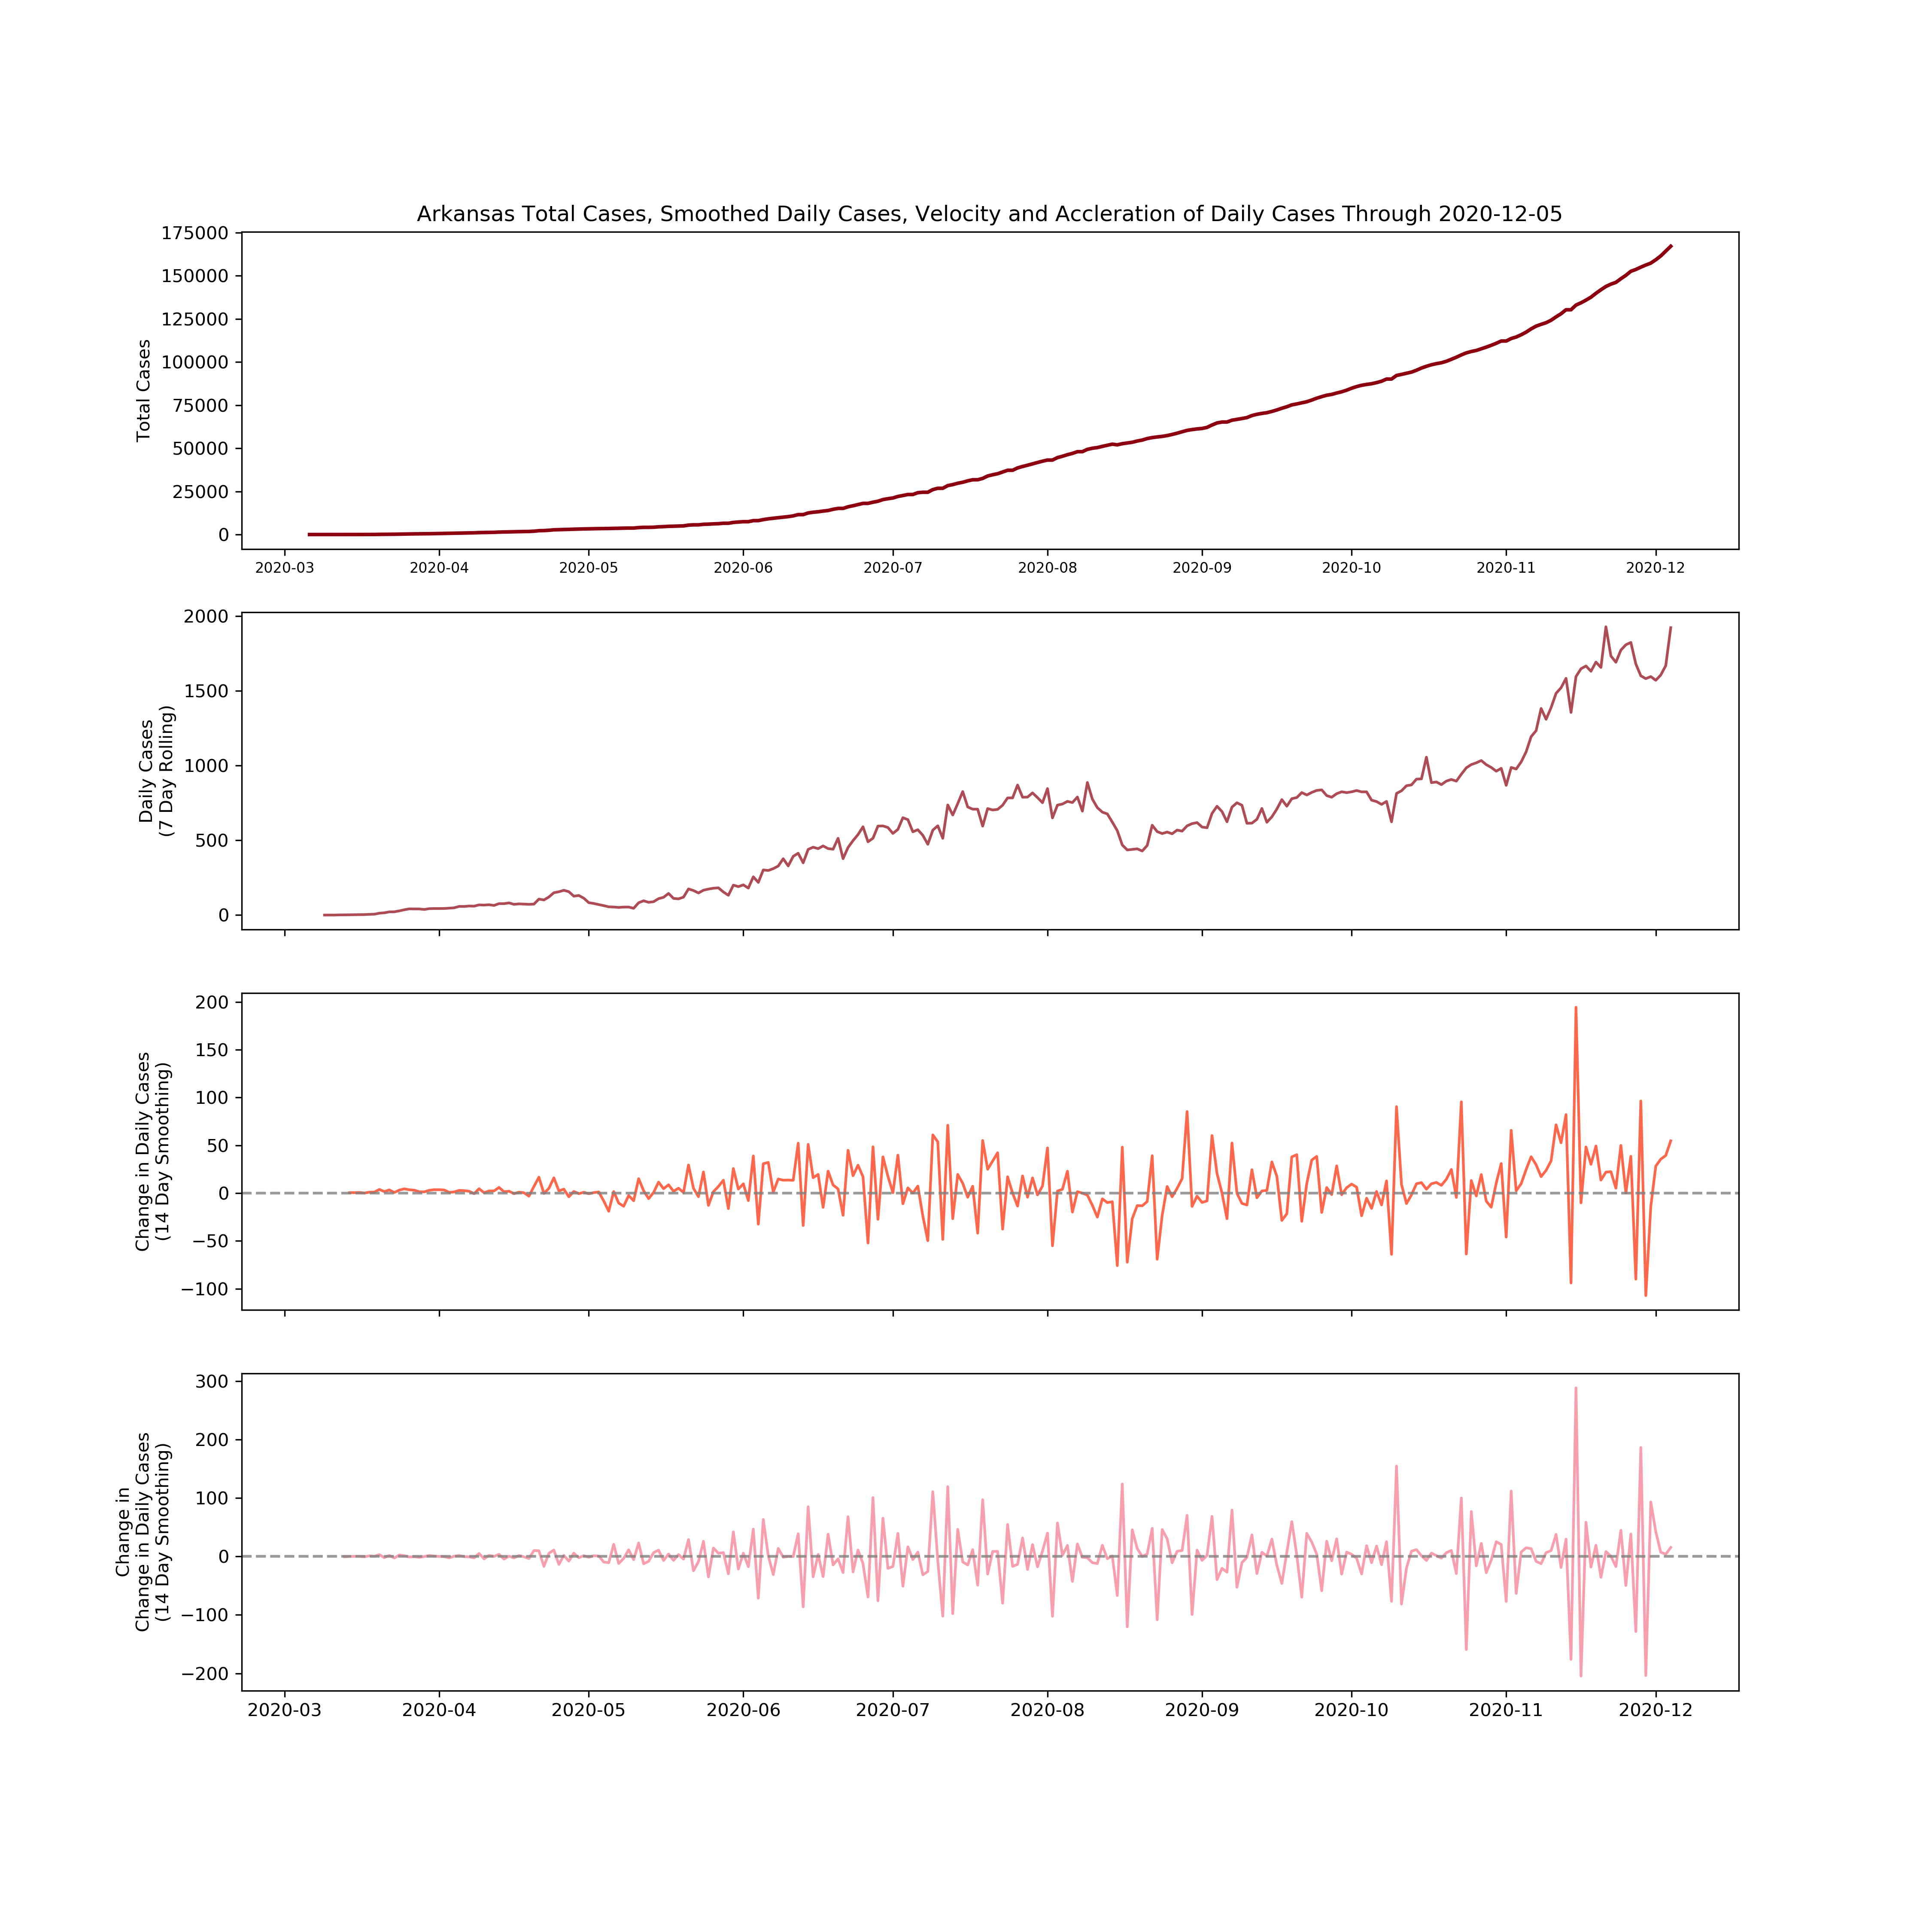 Arkansas Total Cases, Smoothed Daily Cases, Velocity and Accleration of Daily Cases Through 2020-12-05
175000
150000
125000
100000
75000
50000
25000
0
Total Cases
2020-03 2020-04 2020-05 2020-06 2020-07 2020-08 2020-09 2020-10 2020-11 2020-12
2000
1500
1000
500
0
Daily Cases
(7 Day Rolling)
200
150
100
50
0
−50
−100
Change in Daily Cases
(14 Day Smoothing)
300
200
100
0
−100
−200
Change in
Change in Daily Cases
(14 Day Smoothing)
2020-03 2020-04 2020-05 2020-06 2020-07 2020-08 2020-09 2020-10 2020-11 2020-12